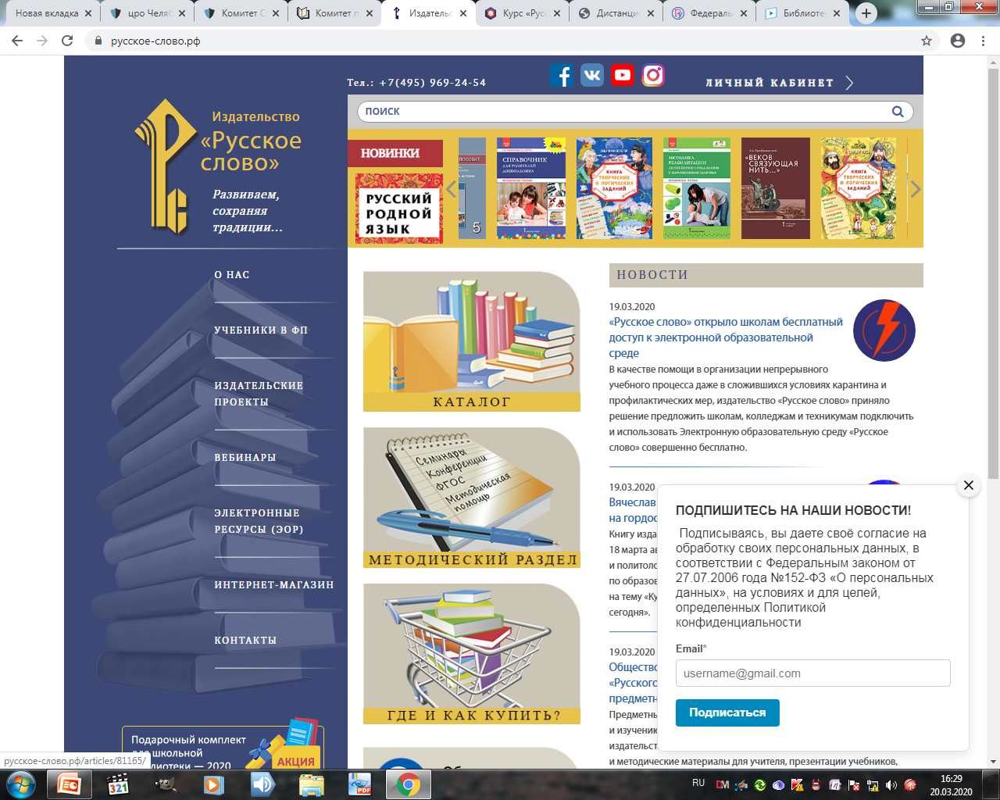 Новая вкладка
цро Челяб
Комитет С
Комитет п
Издательс
Курс «Рус
Дистанци
Федераль
Библиоте
русское-слово.рф
Тел.: +7(495) 969-24-54
ЛИЧНЫЙ КАБИНЕТ
Издательство
«Русское
слово»
Развиваем,
сохраняя
традиции...
ПОИСК
НОВИНКИ
РУССКИЙ
РОДНОЙ
ЯЗЫК
5
СПРАВОЧНИК
ДЛЯ РОДИТЕЛЕЙ
ДОШКОЛЬНИКА
КНИГА
ТВОРЧЕСКИХ
И ЛОГИЧЕСКИХ
ЗАДАНИЙ
МЕТОДИКА
РЕАБИЛИТАЦИИ
«ВЕКОВ
СВЯЗУЮЩАЯ
НИТЬ...»
КНИГА
ТВОРЧЕСКИХ
И ЛОГИЧЕСКИХ
ЗАДАНИЙ
О НАС
УЧЕБНИКИ В ФП
ИЗДАТЕЛЬСКИЕ
ПРОЕКТЫ
ВЕБИНАРЫ
ЭЛЕКТРОННЫЕ
РЕСУРСЫ (ЭОР)
ИНТЕРНЕТ-МАГАЗИН
КОНТАКТЫ
Подарочный комплект
для школьной
библиотеки — 2020
АКЦИЯ
КАТАЛОГ
Семинары
Конференции
ФГОС
Методическая
помощь
МЕТОДИЧЕСКИЙ РАЗДЕЛ
ГДЕ И КАК КУПИТЬ?
НОВОСТИ
19.03.2020
«Русское слово» открыло школам бесплатный
доступ к электронной образовательной
среде
В качестве помощи в организации непрерывного
учебного процесса даже в сложившихся условиях карантина и
профилактических мер, издательство «Русское слово» приняло
решение предложить школам, колледжам и техникумам подключить
и использовать Электронную образовательную среду «Русское
слово» совершенно бесплатно.
19.03.2020
Вячеслав
на гордос
Книгу изда
18 марта ав
и политоло
по образов
на тему «Ку
сегодня».
19.03.2020
Общество
«Русского
предметн
Предметны
и изучени
издательст
и методические материалы для учителя, презентации учебников,
ПОДПИШИТЕСЬ НА НАШИ НОВОСТИ!
Подписываясь, вы даете своё согласие на
обработку своих персональных данных, в
соответствии с Федеральным законом от
27.07.2006 года №152-ФЗ «О персональных
данных», на условиях и для целей,
определенных Политикой
конфиденциальности
Email*
username@gmail.com
Подписаться
русское-слово.рф/articles/81165/
321
PDF
RU
16:29
20.03.2020